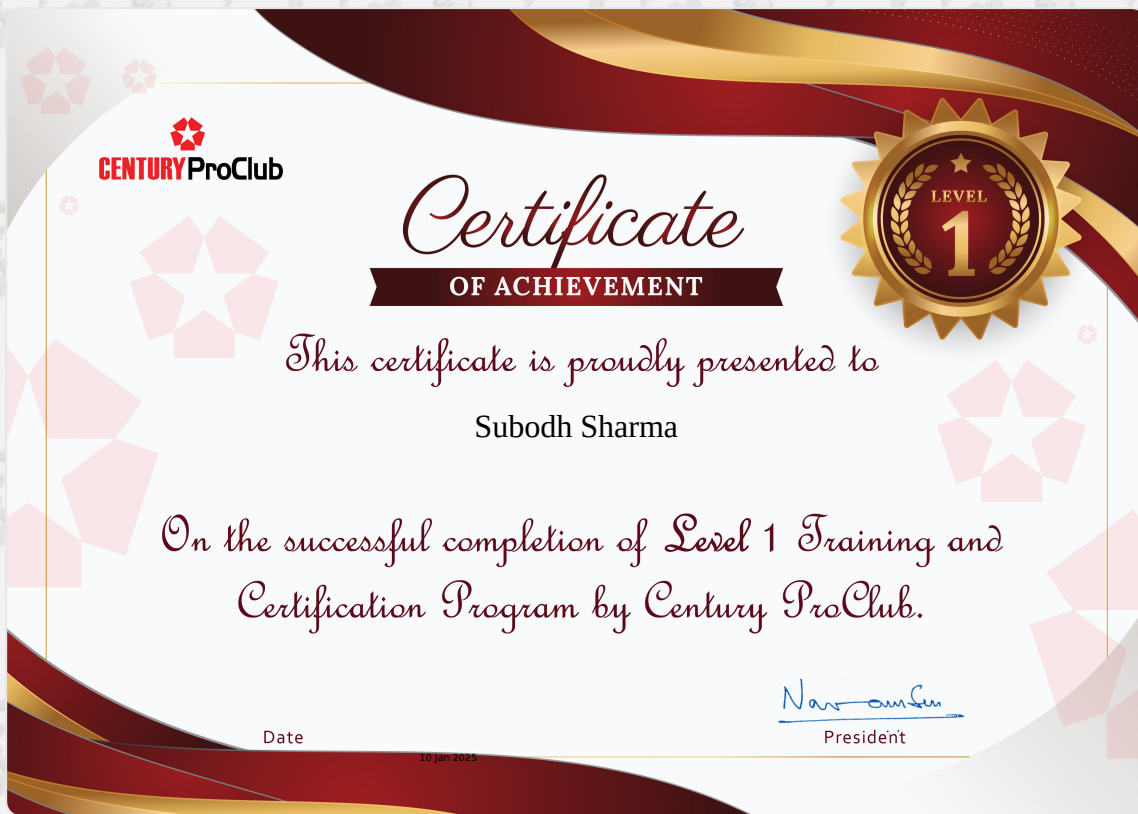 CENTURY ProClub
LEVEL
1
Certificate
OF ACHIEVEMENT
This certificate is proudly presented to
Subodh Sharma
On the successful completion of Level 1 Training and
Certification Program by Century ProClub.
Date
President
10 Jan 2025